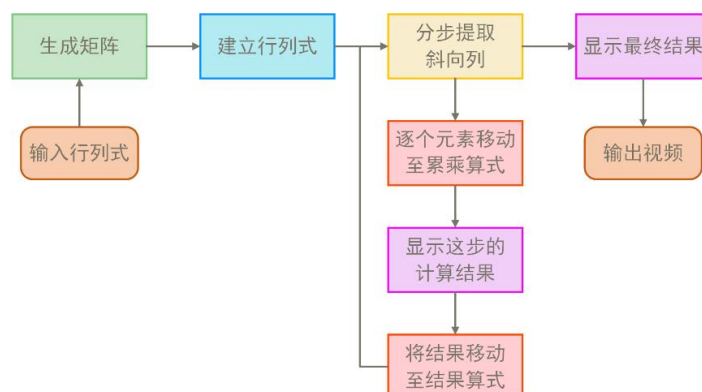 生成矩阵
建立行列式
分步提取
斜向列
显示最终结果
输入行列式
逐个元素移动
至累乘算式
输出视频
显示这步的
计算结果
将结果移动
至结果算式